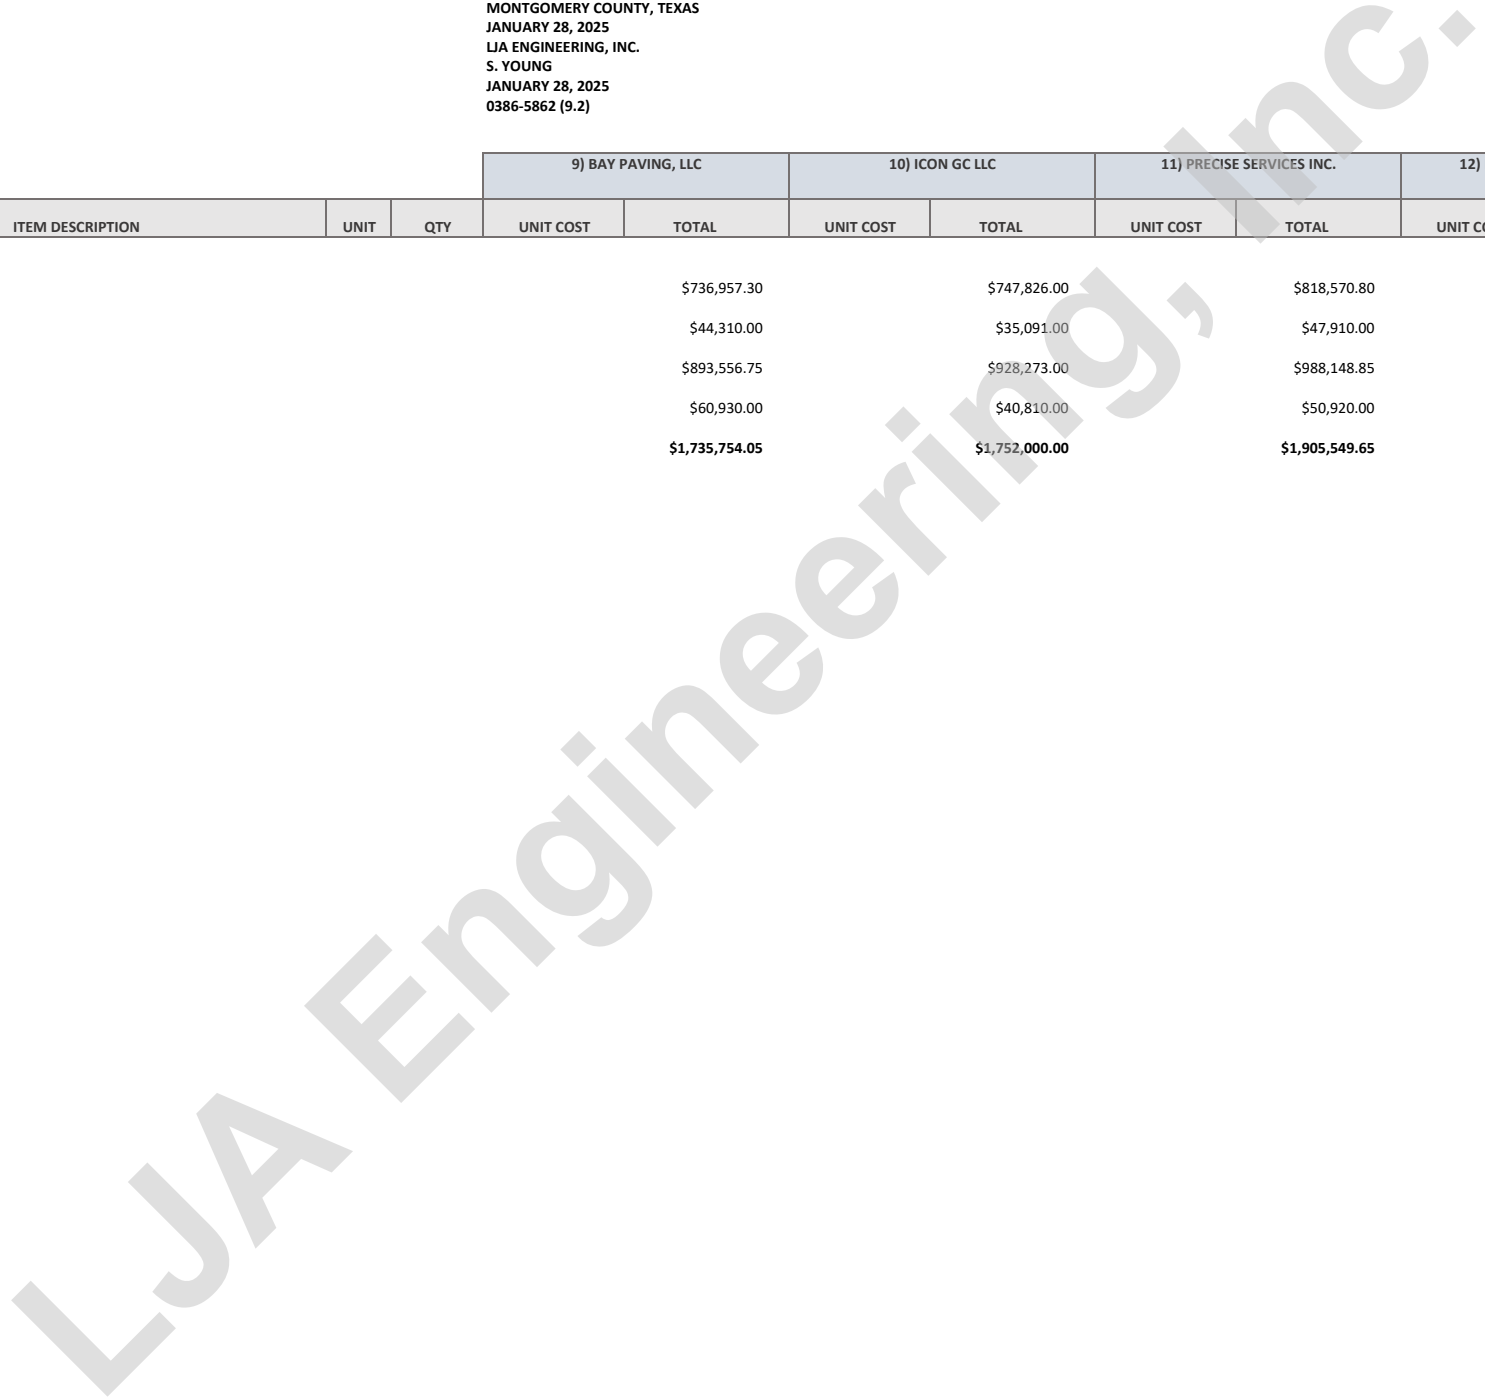 MONTGOMERY COUNTY, TEXAS
JANUARY 28, 2025
LJA ENGINEERING, INC.
S. YOUNG
JANUARY 28, 2025
0386-5862 (9.2)
9) BAY PAVING, LLC 10) ICON GC LLC 11) PRECISE SERVICES INC. 12)
ITEM DESCRIPTION UNIT QTY UNIT COST TOTAL UNIT COST TOTAL UNIT COST TOTAL UNIT
$736,957.30 $747,826.00 $818,570.80
$44,310.00 $35,091.00 $47,910.00
$893,556.75 $928,273.00 $988,148.85
$60,930.00 $40,810.00 $50,920.00
$1,735,754.05 $1,752,000.00 $1,905,549.65
LJA Engineering, Inc.